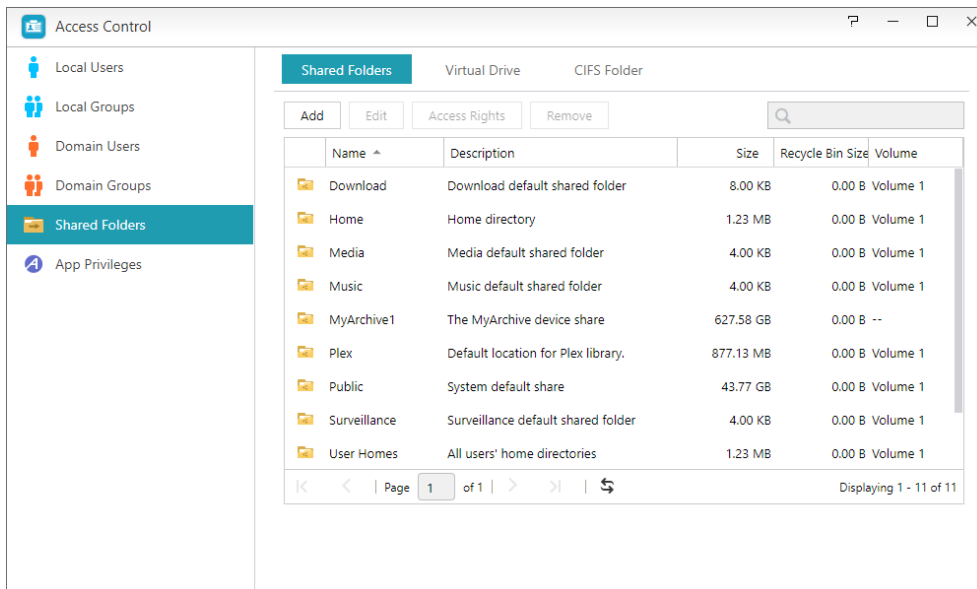 Access Control
Local Users
Local Groups
Domain Users
Domain Groups
Shared Folders
App Privileges
Shared Folders Virtual Drive CIFS Folder
Add Edit Access Rights Remove
Name Description Size Recycle Bin Size Volume
Download Download default shared folder 8.00 KB 0.00 B Volume 1
Home Home directory 1.23 MB 0.00 B Volume 1
Media Media default shared folder 4.00 KB 0.00 B Volume 1
Music Music default shared folder 4.00 KB 0.00 B Volume 1
MyArchive1 The MyArchive device share 627.58 GB 0.00 B --
Plex Default location for Plex library. 877.13 MB 0.00 B Volume 1
Public System default share 43.77 GB 0.00 B Volume 1
Surveillance Surveillance default shared folder 4.00 KB 0.00 B Volume 1
User Homes All users' home directories 1.23 MB 0.00 B Volume 1
Page 1 of 1 Displaying 1 - 11 of 11